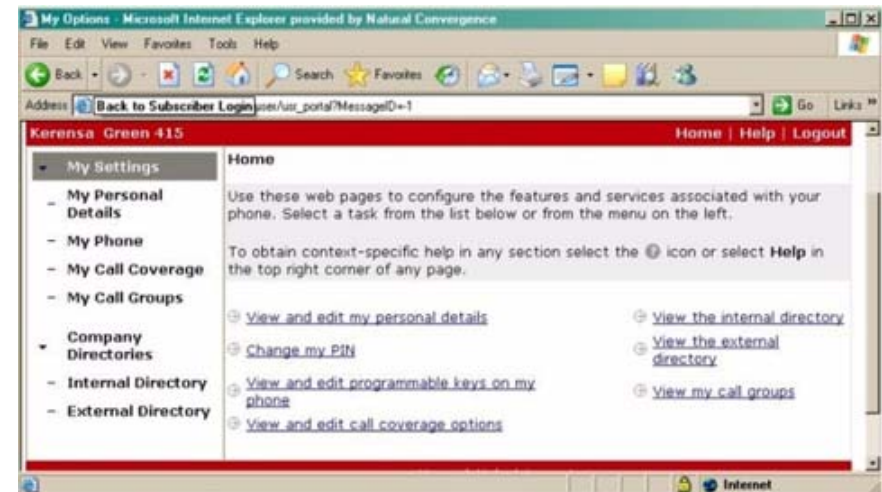 My Options - Microsoft Internet Explorer provided by Natural Convergence
File Edit View Favorites Tools Help
Back Search Favorites
Address Back to Subscriber Login user/usr_portal?MessageID=-1 Go Links »
Kerensa Green 415 Home | Help | Logout
My Settings
My Personal
Details
My Phone
My Call Coverage
My Call Groups
Company
Directories
Internal Directory
External Directory
Home
Use these web pages to configure the features and services associated with your
phone. Select a task from the list below or from the menu on the left.
To obtain context-specific help in any section select the ? icon or select Help in
the top right corner of any page.
View and edit my personal details
Change my PIN
View and edit programmable keys on my
phone
View and edit call coverage options
View the internal directory
View the external
directory
View my call groups
Internet